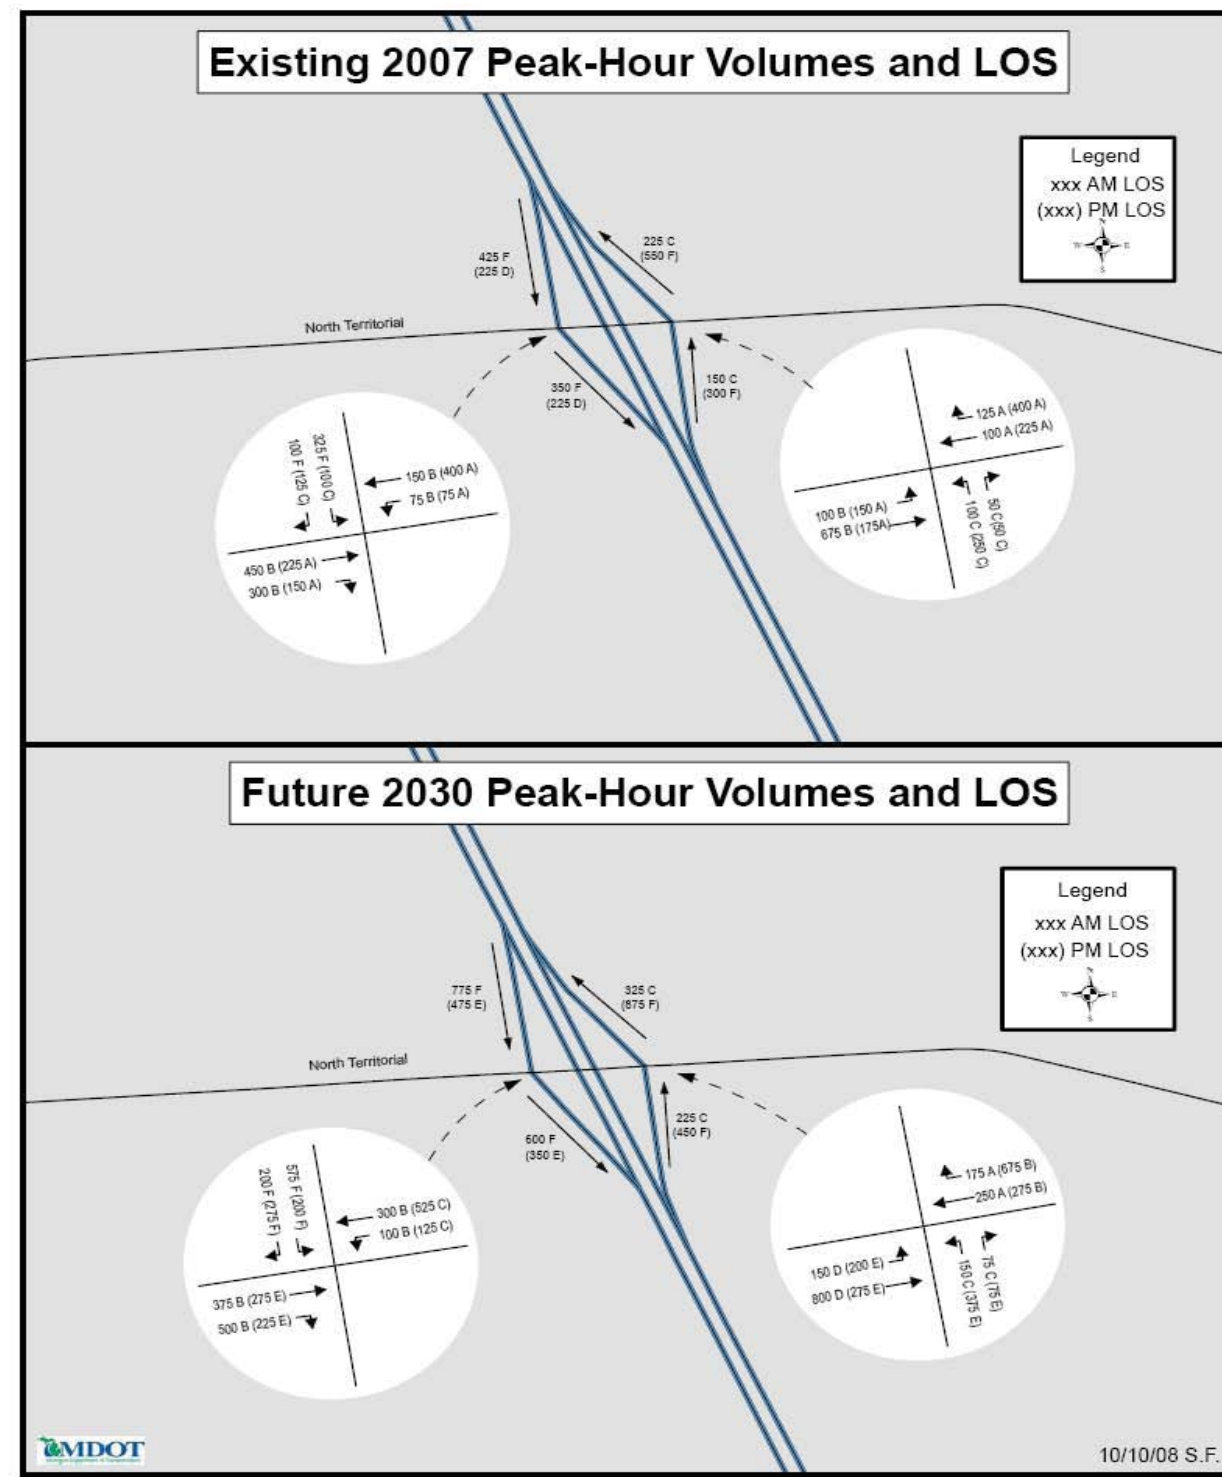 Existing 2007 Peak-Hour Volumes and LOS
Legend
xxx AM LOS
(xxx) PM LOS
N
W E
S
225 C
(550 F)
425 F
(225 D)
North Territorial
350 F
(225 D)
150 C
(300 F)
325 F (100 C)
100 F (125 C)
150 B (400 A)
75 B (75 A)
450 B (225 A)
300 B (150 A)
125 A (400 A)
100 A (225 A)
100 B (150 A)
675 B (175A)
50 C (50 C)
100 C (250 C)
Future 2030 Peak-Hour Volumes and LOS
Legend
xxx AM LOS
(xxx) PM LOS
N
W E
S
775 F
(475 E)
325 C
(875 F)
North Territorial
600 F
(350 E)
225 C
(450 F)
575 F (200 F)
200 F (275 F)
300 B (525 C)
100 B (125 C)
375 B (275 E)
500 B (225 E)
175 A (675 B)
250 A (275 B)
150 D (200 E)
800 D (275 E)
75 C (75 E)
150 C (375 E)
MDOT
10/10/08 S.F.